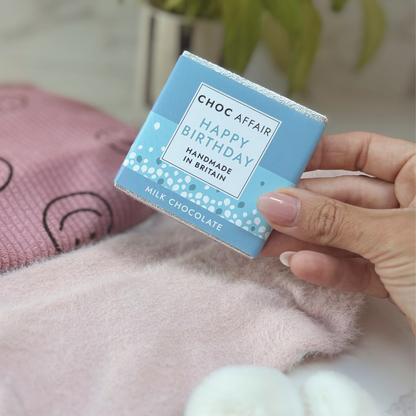 CHOC AFFAIR
HAPPY
BIRTHDAY
HANDMADE
IN BRITAIN
MILK CHOCOLATE